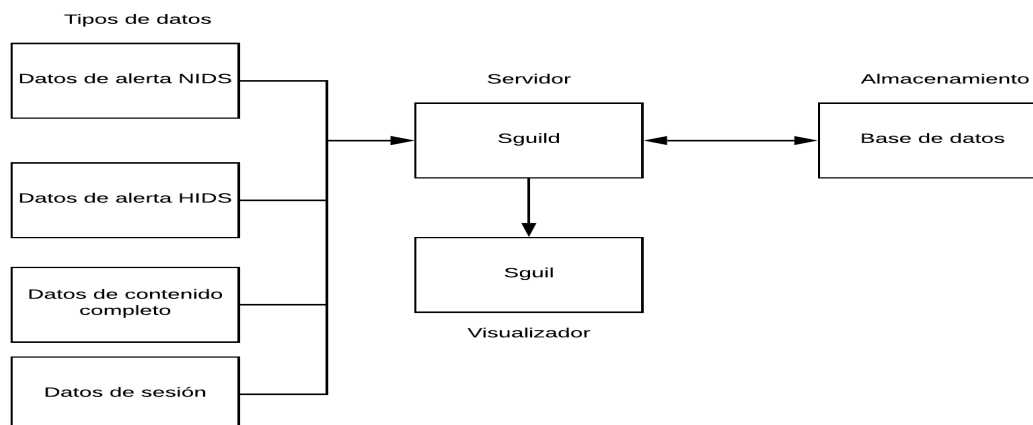 Tipos de datos
Datos de alerta NIDS
Datos de alerta HIDS
Datos de contenido
completo
Datos de sesión
Servidor
Sguild
Sguil
Visualizador
Almacenamiento
Base de datos